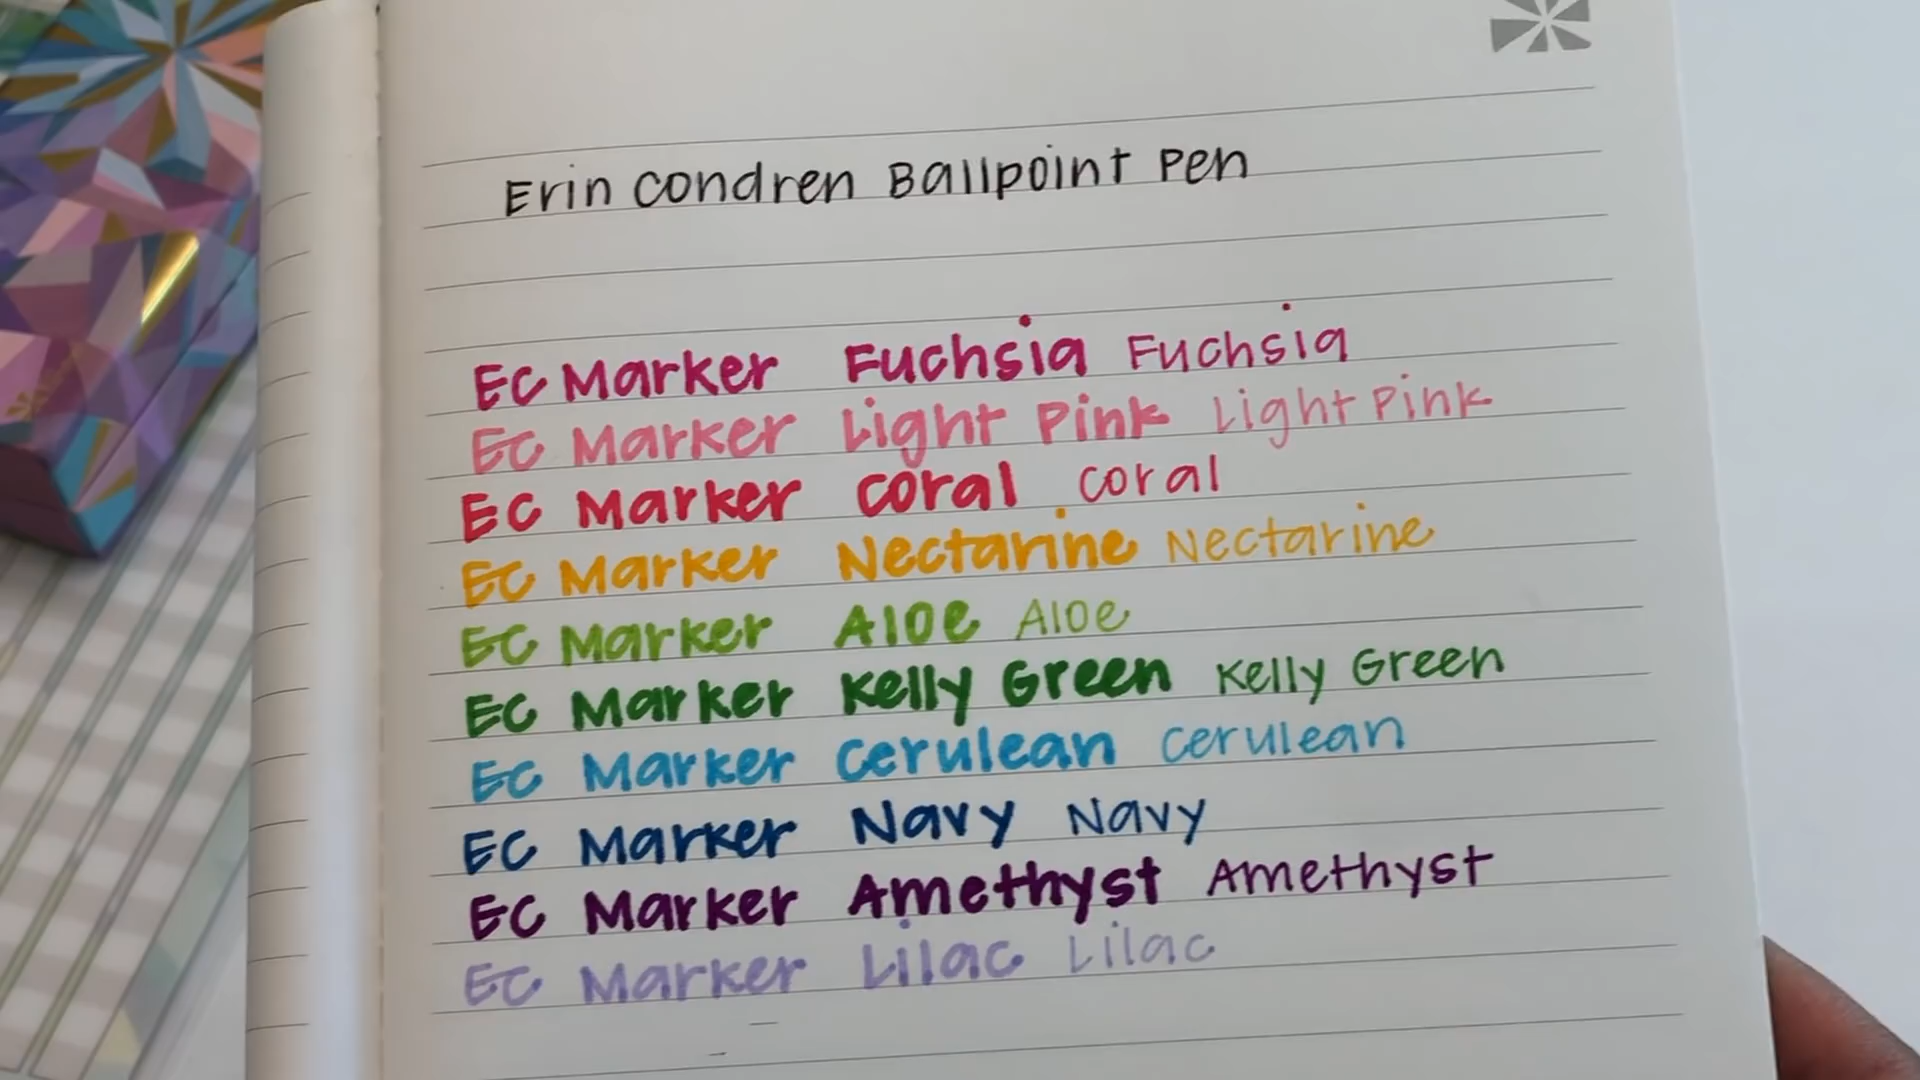 Erin Condren Ballpoint Pen
EC Marker Fuchsia Fuchsia
EC Marker Light Pink Light Pink
EC Marker Coral Coral
EC Marker Nectarine Nectarine
EC Marker Aloe Aloe
EC Marker Kelly Green Kelly Green
EC Marker Cerulean Cerulean
EC Marker Navy Navy
EC Marker Amethyst Amethyst
EC Marker Lilac Lilac